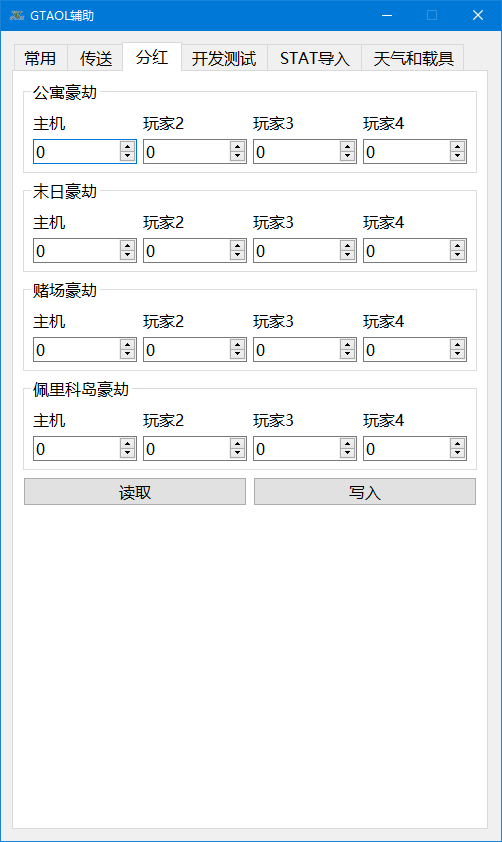 GTAOL辅助
常用 传送 分红 开发测试 STAT导入 天气和载具
公寓豪劫
主机 玩家2 玩家3 玩家4
0 0 0 0
末日豪劫
主机 玩家2 玩家3 玩家4
0 0 0 0
赌场豪劫
主机 玩家2 玩家3 玩家4
0 0 0 0
佩里科岛豪劫
主机 玩家2 玩家3 玩家4
0 0 0 0
读取 写入